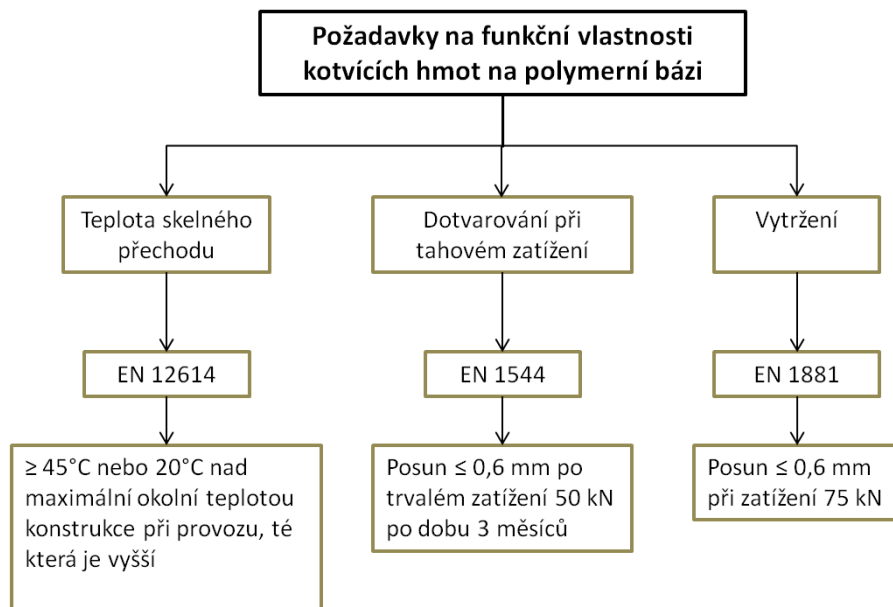 Požadavky na funkční vlastnosti
kotvících hmot na polymerní bázi
Teplota skelného
přechodu
Dotvarování při
tahovém zatížení
Vytržení
EN 12614
EN 1544
EN 1881
≥ 45°C nebo 20°C nad
maximální okolní teplotou
konstrukce při provozu, té
která je vyšší
Posun ≤ 0,6 mm po
trvalém zatížení 50 kN
po dobu 3 měsíců
Posun ≤ 0,6 mm
při zatížení 75 kN